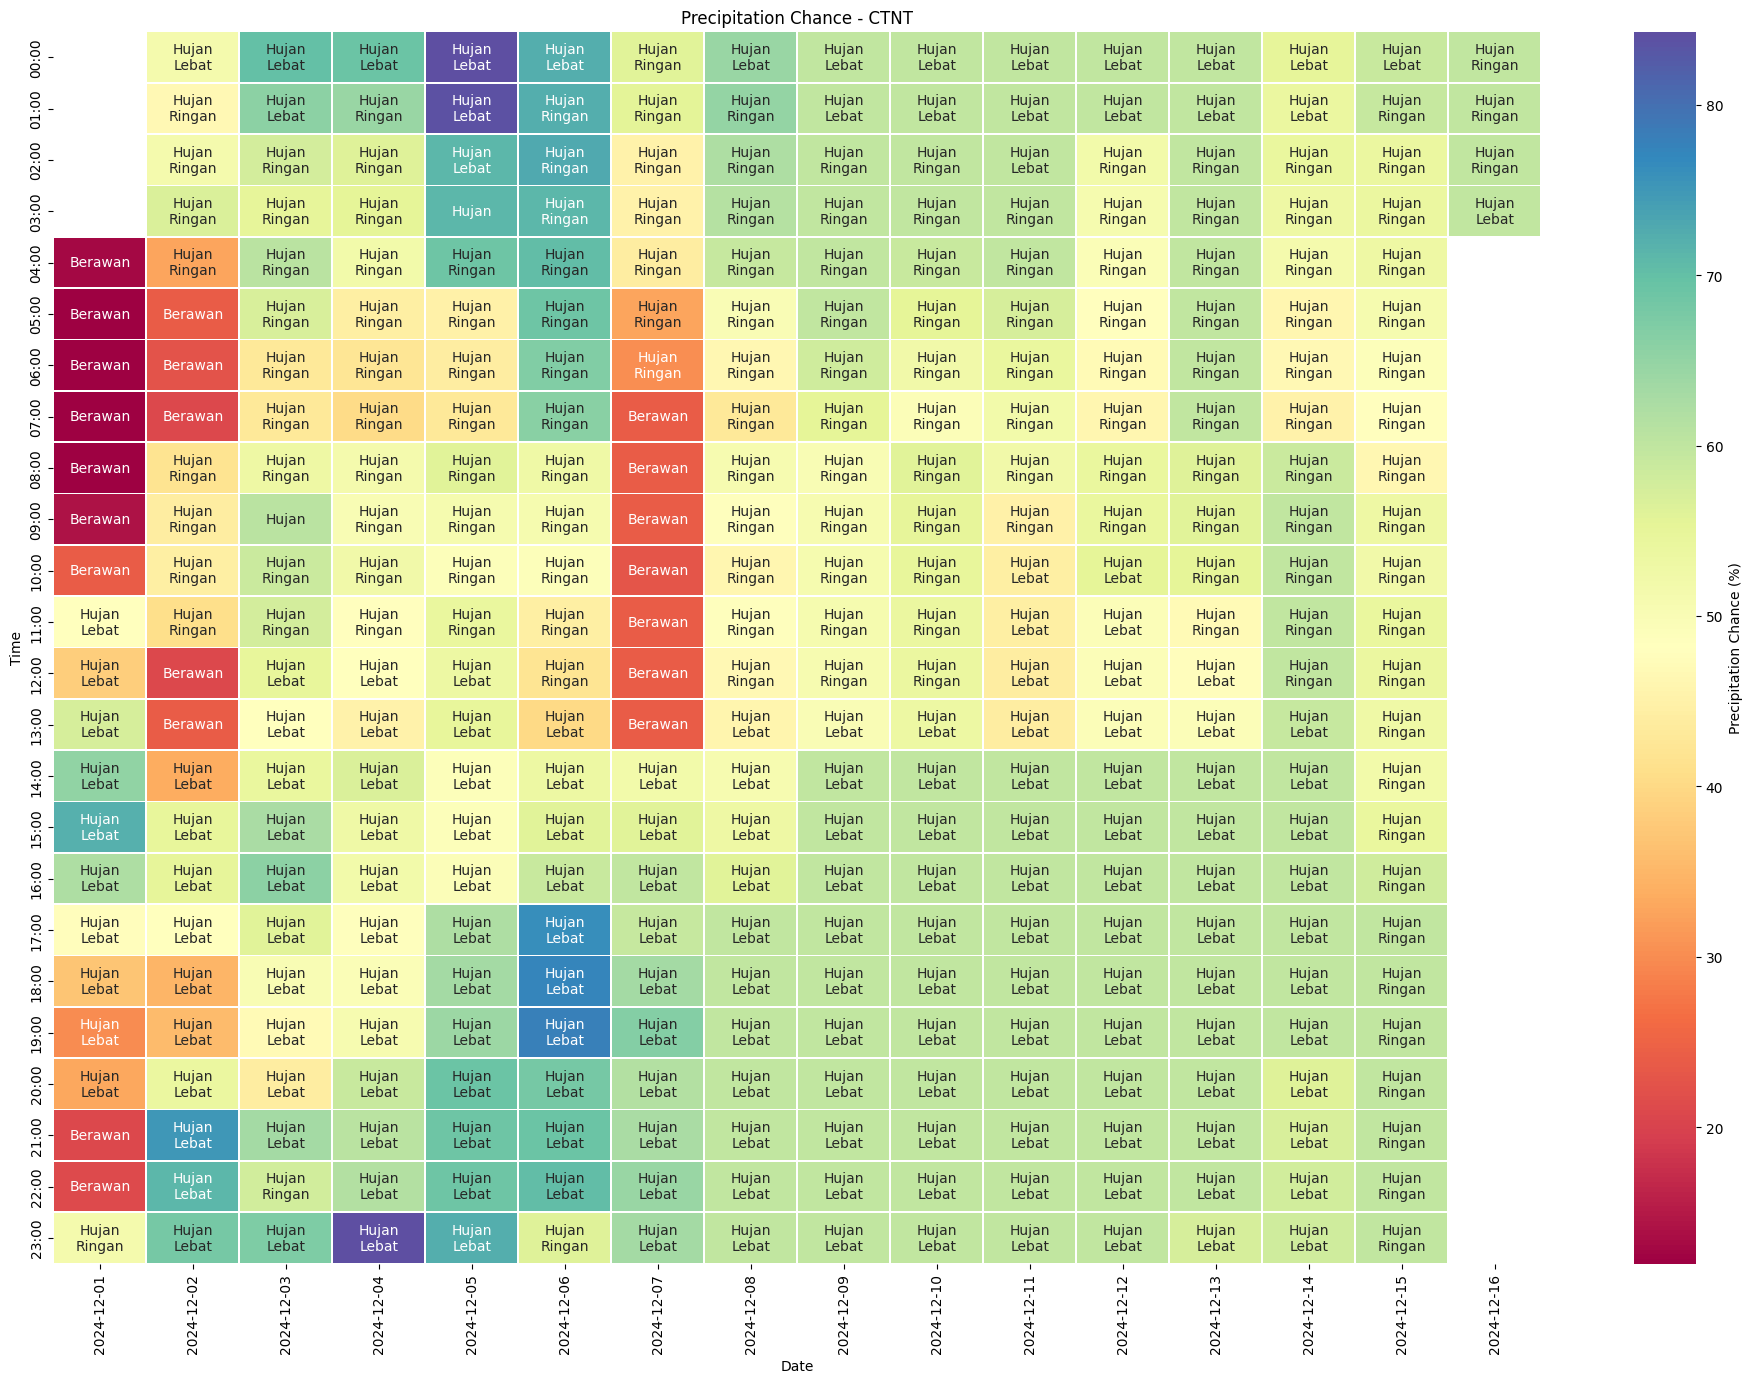 Precipitation Chance - CTNT
00:00 Hujan Lebat Hujan Lebat Hujan Lebat Hujan Lebat Hujan Lebat Hujan Ringan Hujan Lebat Hujan Lebat Hujan Lebat Hujan Lebat Hujan Lebat Hujan Lebat Hujan Lebat Hujan Lebat Hujan Ringan
01:00 Hujan Ringan Hujan Lebat Hujan Ringan Hujan Lebat Hujan Ringan Hujan Ringan Hujan Ringan Hujan Lebat Hujan Lebat Hujan Lebat Hujan Lebat Hujan Lebat Hujan Lebat Hujan Ringan Hujan Ringan
02:00 Hujan Ringan Hujan Ringan Hujan Ringan Hujan Lebat Hujan Ringan Hujan Ringan Hujan Ringan Hujan Ringan Hujan Ringan Hujan Lebat Hujan Ringan Hujan Ringan Hujan Ringan Hujan Ringan Hujan Ringan
03:00 Hujan Ringan Hujan Ringan Hujan Ringan Hujan Hujan Ringan Hujan Ringan Hujan Ringan Hujan Ringan Hujan Ringan Hujan Ringan Hujan Ringan Hujan Ringan Hujan Ringan Hujan Ringan Hujan Lebat
04:00 Berawan Hujan Ringan Hujan Ringan Hujan Ringan Hujan Ringan Hujan Ringan Hujan Ringan Hujan Ringan Hujan Ringan Hujan Ringan Hujan Ringan Hujan Ringan Hujan Ringan Hujan Ringan Hujan Ringan
05:00 Berawan Berawan Hujan Ringan Hujan Ringan Hujan Ringan Hujan Ringan Hujan Ringan Hujan Ringan Hujan Ringan Hujan Ringan Hujan Ringan Hujan Ringan Hujan Ringan Hujan Ringan Hujan Ringan
06:00 Berawan Berawan Hujan Ringan Hujan Ringan Hujan Ringan Hujan Ringan Hujan Ringan Hujan Ringan Hujan Ringan Hujan Ringan Hujan Ringan Hujan Ringan Hujan Ringan Hujan Ringan Hujan Ringan
07:00 Berawan Berawan Hujan Ringan Hujan Ringan Hujan Ringan Hujan Ringan Berawan Hujan Ringan Hujan Ringan Hujan Ringan Hujan Ringan Hujan Ringan Hujan Ringan Hujan Ringan Hujan Ringan
08:00 Berawan Hujan Ringan Hujan Ringan Hujan Ringan Hujan Ringan Hujan Ringan Berawan Hujan Ringan Hujan Ringan Hujan Ringan Hujan Ringan Hujan Ringan Hujan Ringan Hujan Ringan Hujan Ringan
09:00 Berawan Hujan Ringan Hujan Hujan Ringan Hujan Ringan Hujan Ringan Berawan Hujan Ringan Hujan Ringan Hujan Ringan Hujan Ringan Hujan Ringan Hujan Ringan Hujan Ringan Hujan Ringan
10:00 Berawan Hujan Ringan Hujan Ringan Hujan Ringan Hujan Ringan Hujan Ringan Berawan Hujan Ringan Hujan Ringan Hujan Ringan Hujan Lebat Hujan Lebat Hujan Ringan Hujan Ringan Hujan Ringan
11:00 Hujan Lebat Hujan Ringan Hujan Ringan Hujan Ringan Hujan Ringan Hujan Ringan Berawan Hujan Ringan Hujan Ringan Hujan Ringan Hujan Lebat Hujan Lebat Hujan Ringan Hujan Ringan Hujan Ringan
12:00 Hujan Lebat Berawan Hujan Lebat Hujan Lebat Hujan Lebat Hujan Ringan Berawan Hujan Ringan Hujan Ringan Hujan Ringan Hujan Lebat Hujan Lebat Hujan Lebat Hujan Ringan Hujan Ringan
13:00 Hujan Lebat Berawan Hujan Lebat Hujan Lebat Hujan Lebat Hujan Lebat Berawan Hujan Lebat Hujan Lebat Hujan Lebat Hujan Lebat Hujan Lebat Hujan Lebat Hujan Lebat Hujan Ringan
14:00 Hujan Lebat Hujan Lebat Hujan Lebat Hujan Lebat Hujan Lebat Hujan Lebat Hujan Lebat Hujan Lebat Hujan Lebat Hujan Lebat Hujan Lebat Hujan Lebat Hujan Lebat Hujan Lebat Hujan Ringan
15:00 Hujan Lebat Hujan Lebat Hujan Lebat Hujan Lebat Hujan Lebat Hujan Lebat Hujan Lebat Hujan Lebat Hujan Lebat Hujan Lebat Hujan Lebat Hujan Lebat Hujan Lebat Hujan Lebat Hujan Ringan
16:00 Hujan Lebat Hujan Lebat Hujan Lebat Hujan Lebat Hujan Lebat Hujan Lebat Hujan Lebat Hujan Lebat Hujan Lebat Hujan Lebat Hujan Lebat Hujan Lebat Hujan Lebat Hujan Lebat Hujan Ringan
17:00 Hujan Lebat Hujan Lebat Hujan Lebat Hujan Lebat Hujan Lebat Hujan Lebat Hujan Lebat Hujan Lebat Hujan Lebat Hujan Lebat Hujan Lebat Hujan Lebat Hujan Lebat Hujan Lebat Hujan Ringan
18:00 Hujan Lebat Hujan Lebat Hujan Lebat Hujan Lebat Hujan Lebat Hujan Lebat Hujan Lebat Hujan Lebat Hujan Lebat Hujan Lebat Hujan Lebat Hujan Lebat Hujan Lebat Hujan Lebat Hujan Ringan
19:00 Hujan Lebat Hujan Lebat Hujan Lebat Hujan Lebat Hujan Lebat Hujan Lebat Hujan Lebat Hujan Lebat Hujan Lebat Hujan Lebat Hujan Lebat Hujan Lebat Hujan Lebat Hujan Lebat Hujan Ringan
20:00 Hujan Lebat Hujan Lebat Hujan Lebat Hujan Lebat Hujan Lebat Hujan Lebat Hujan Lebat Hujan Lebat Hujan Lebat Hujan Lebat Hujan Lebat Hujan Lebat Hujan Lebat Hujan Lebat Hujan Ringan
21:00 Berawan Hujan Lebat Hujan Lebat Hujan Lebat Hujan Lebat Hujan Lebat Hujan Lebat Hujan Lebat Hujan Lebat Hujan Lebat Hujan Lebat Hujan Lebat Hujan Lebat Hujan Lebat Hujan Ringan
22:00 Berawan Hujan Lebat Hujan Ringan Hujan Lebat Hujan Lebat Hujan Lebat Hujan Lebat Hujan Lebat Hujan Lebat Hujan Lebat Hujan Lebat Hujan Lebat Hujan Lebat Hujan Lebat Hujan Ringan
23:00 Hujan Ringan Hujan Lebat Hujan Lebat Hujan Lebat Hujan Lebat Hujan Ringan Hujan Lebat Hujan Lebat Hujan Lebat Hujan Lebat Hujan Lebat Hujan Lebat Hujan Lebat Hujan Lebat Hujan Ringan
Time
2024-12-01 2024-12-02 2024-12-03 2024-12-04 2024-12-05 2024-12-06 2024-12-07 2024-12-08 2024-12-09 2024-12-10 2024-12-11 2024-12-12 2024-12-13 2024-12-14 2024-12-15 2024-12-16
Date
80
70
60
50
40
30
20
Precipitation Chance (%)